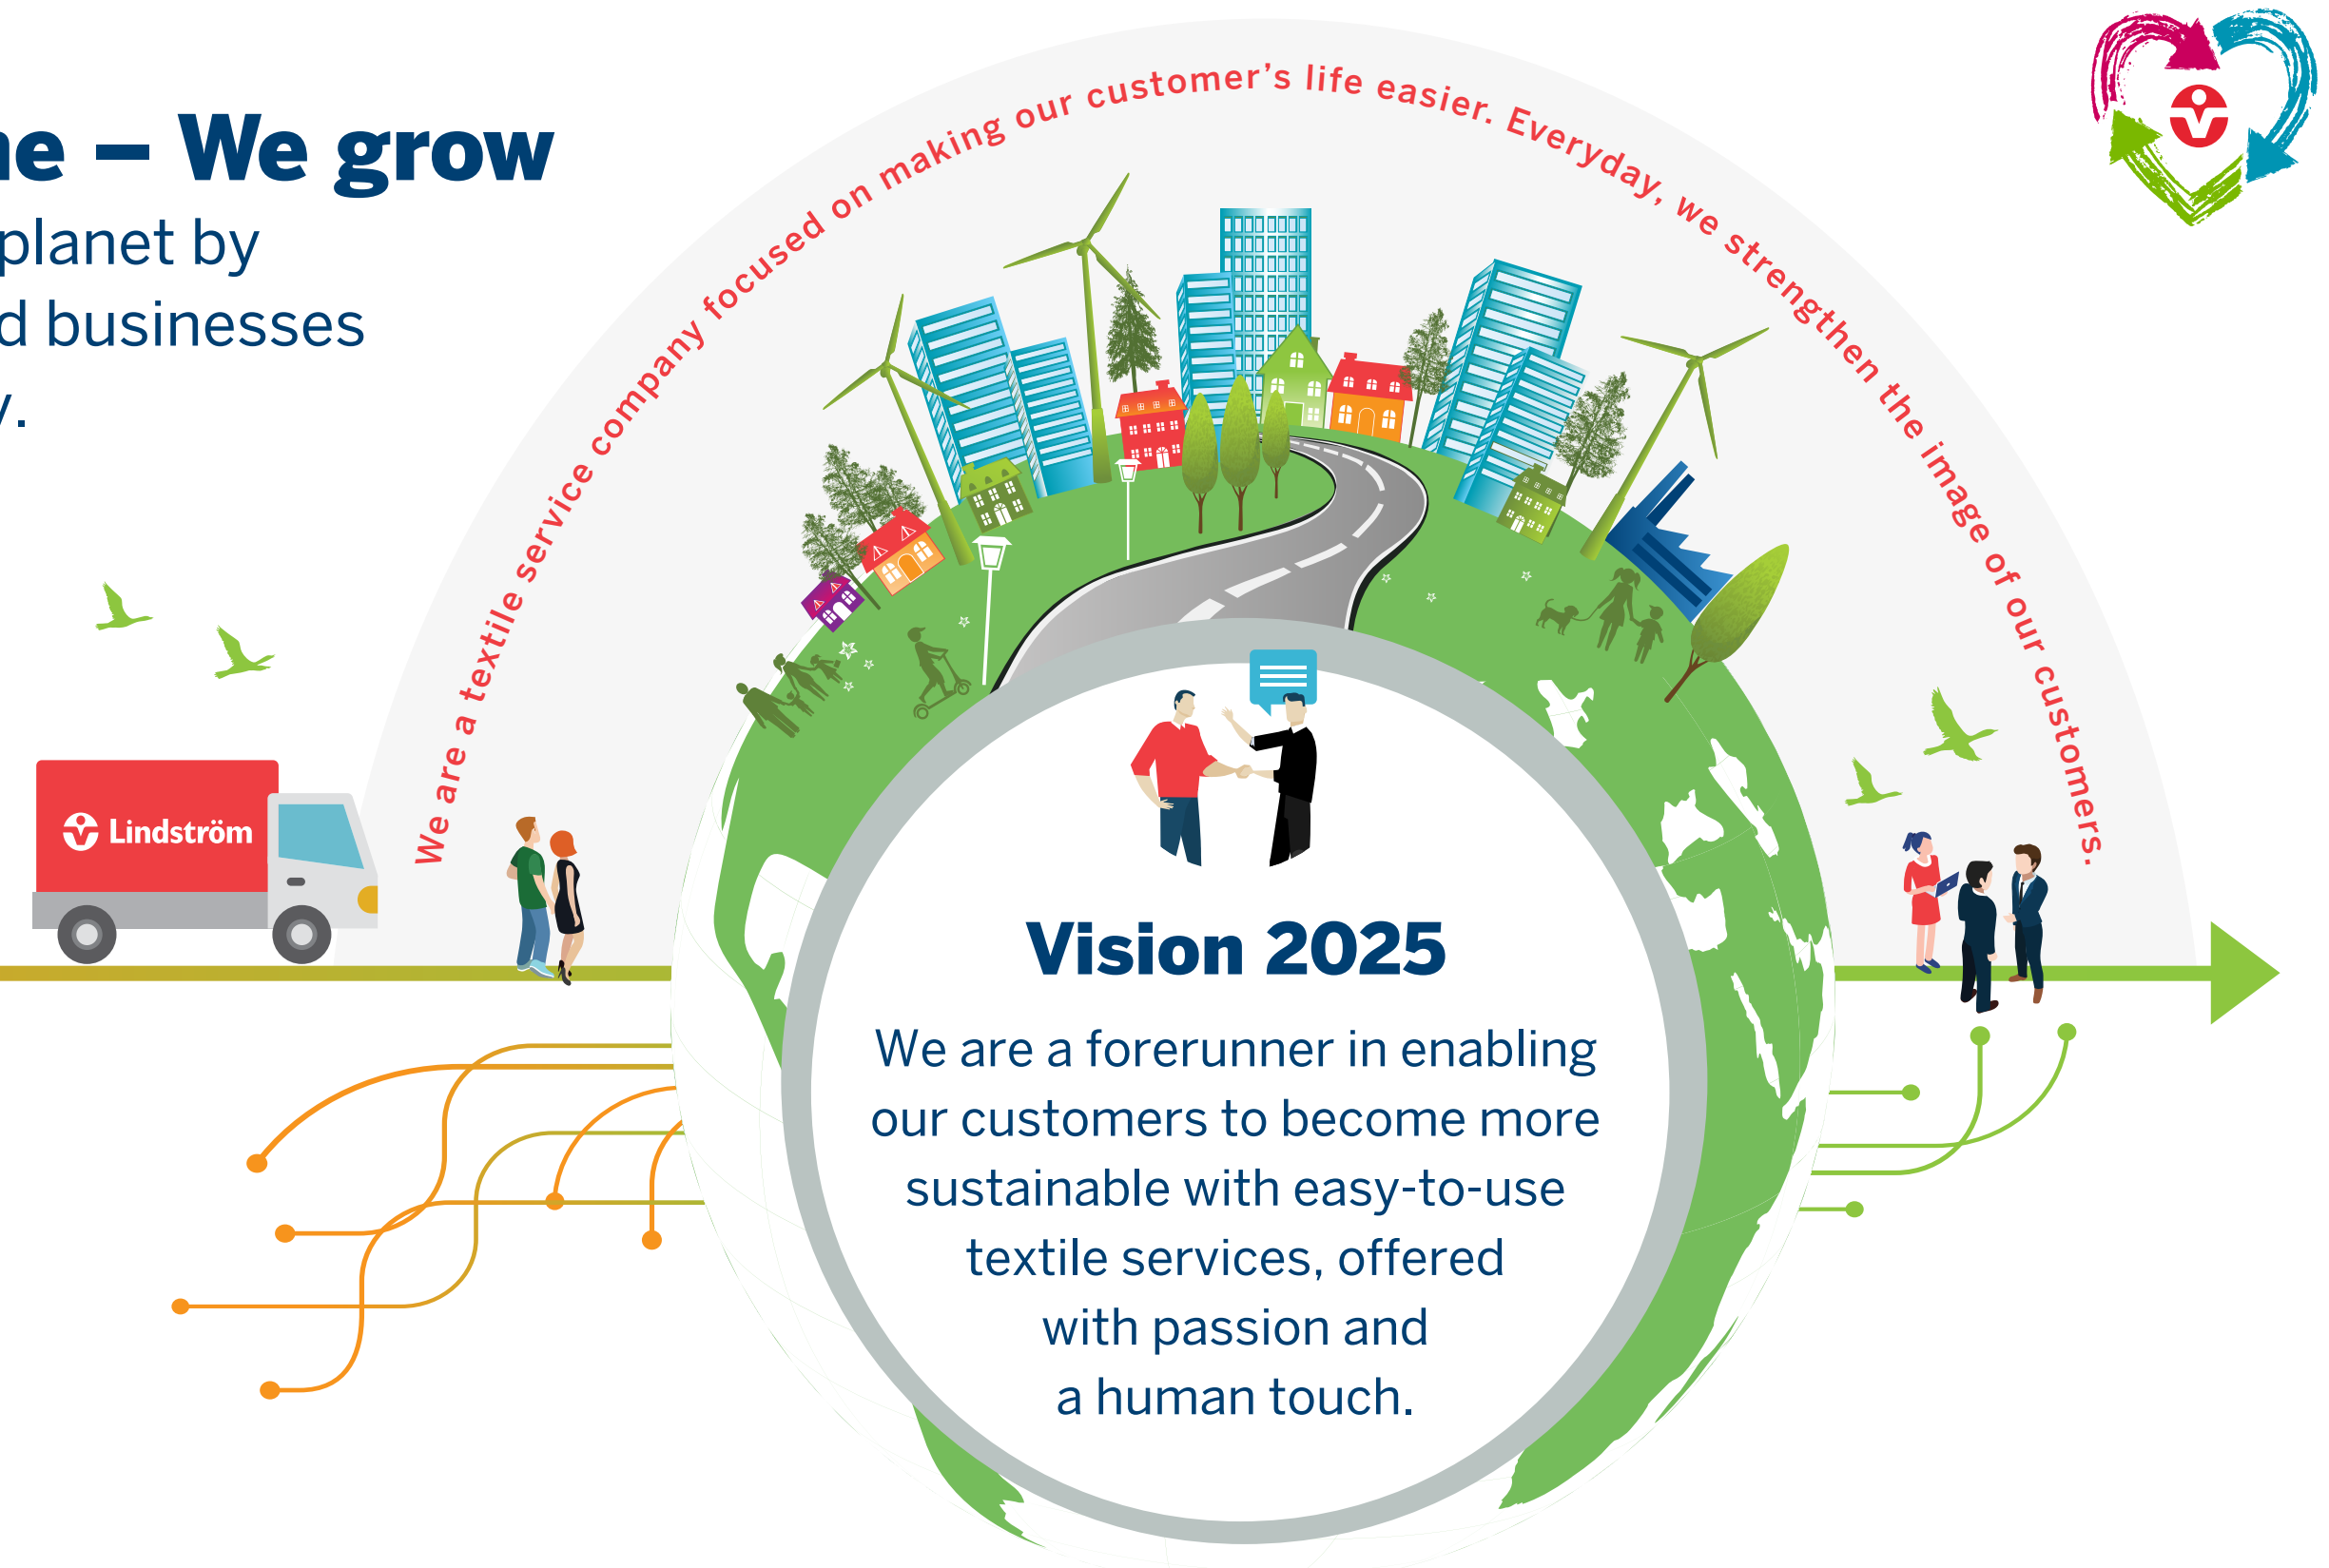 – We grow
planet by
businesses
We are a textile service company focused on making our customer’s life easier. Everyday, we strengthen the image of our customers.
Lindström
Vision 2025
We are a forerunner in enabling
our customers to become more
sustainable with easy-to-use
textile services, offered
with passion and
a human touch.